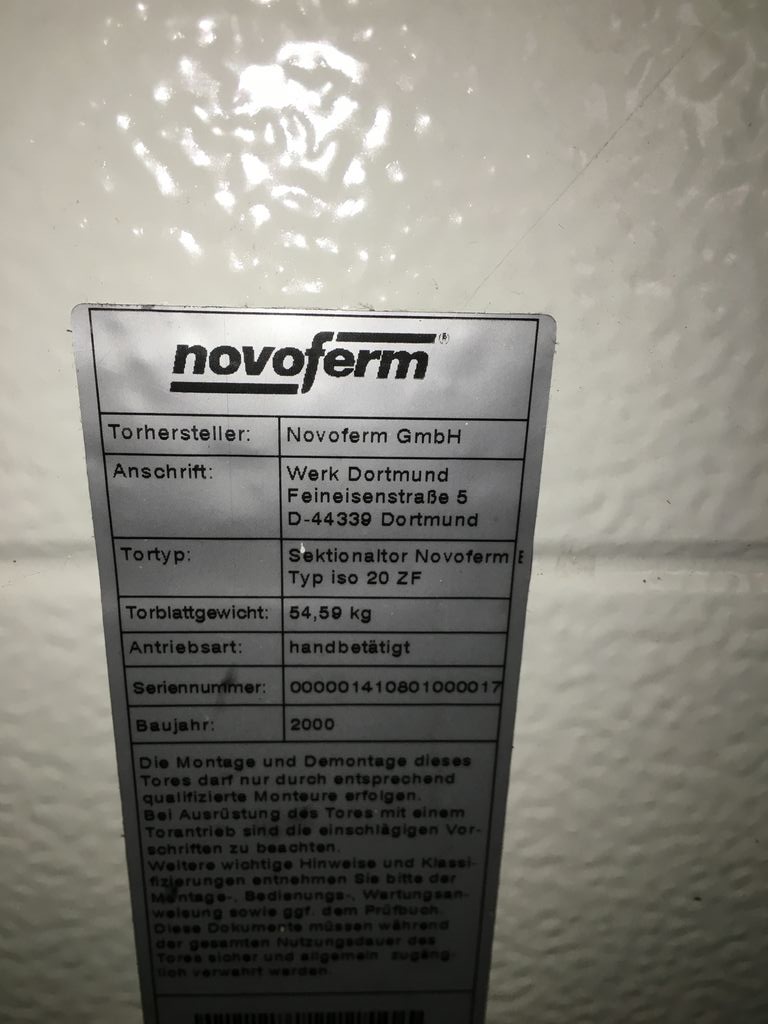 novoferm®
Torhersteller: Novoferm GmbH
Anschrift: Werk Dortmund
Feineisenstraße 5
D-44339 Dortmund
Tortyp: Sektionaltor Novoferm E
Typ iso 20 ZF
Torblattgewicht: 54,59 kg
Antriebsart: handbetätigt
Seriennummer: 000001410801000017
Baujahr: 2000
Die Montage und Demontage dieses
Tores darf nur durch entsprechend
qualifizierte Monteure erfolgen.
Bei Ausrüstung des Tores mit einem
Torantrieb sind die einschlägigen Vor-
schriften zu beachten.
Weitere wichtige Hinweise und Klassi-
fizierungen entnehmen Sie bitte der
Montage-, Bedienungs-, Wartungsan-
weisung sowie ggf. dem Prüfbuch.
Diese Dokumente müssen während
der gesamten Nutzungsdauer des
Tores sicher und allgemein zugäng-
lich verwahrt werden.